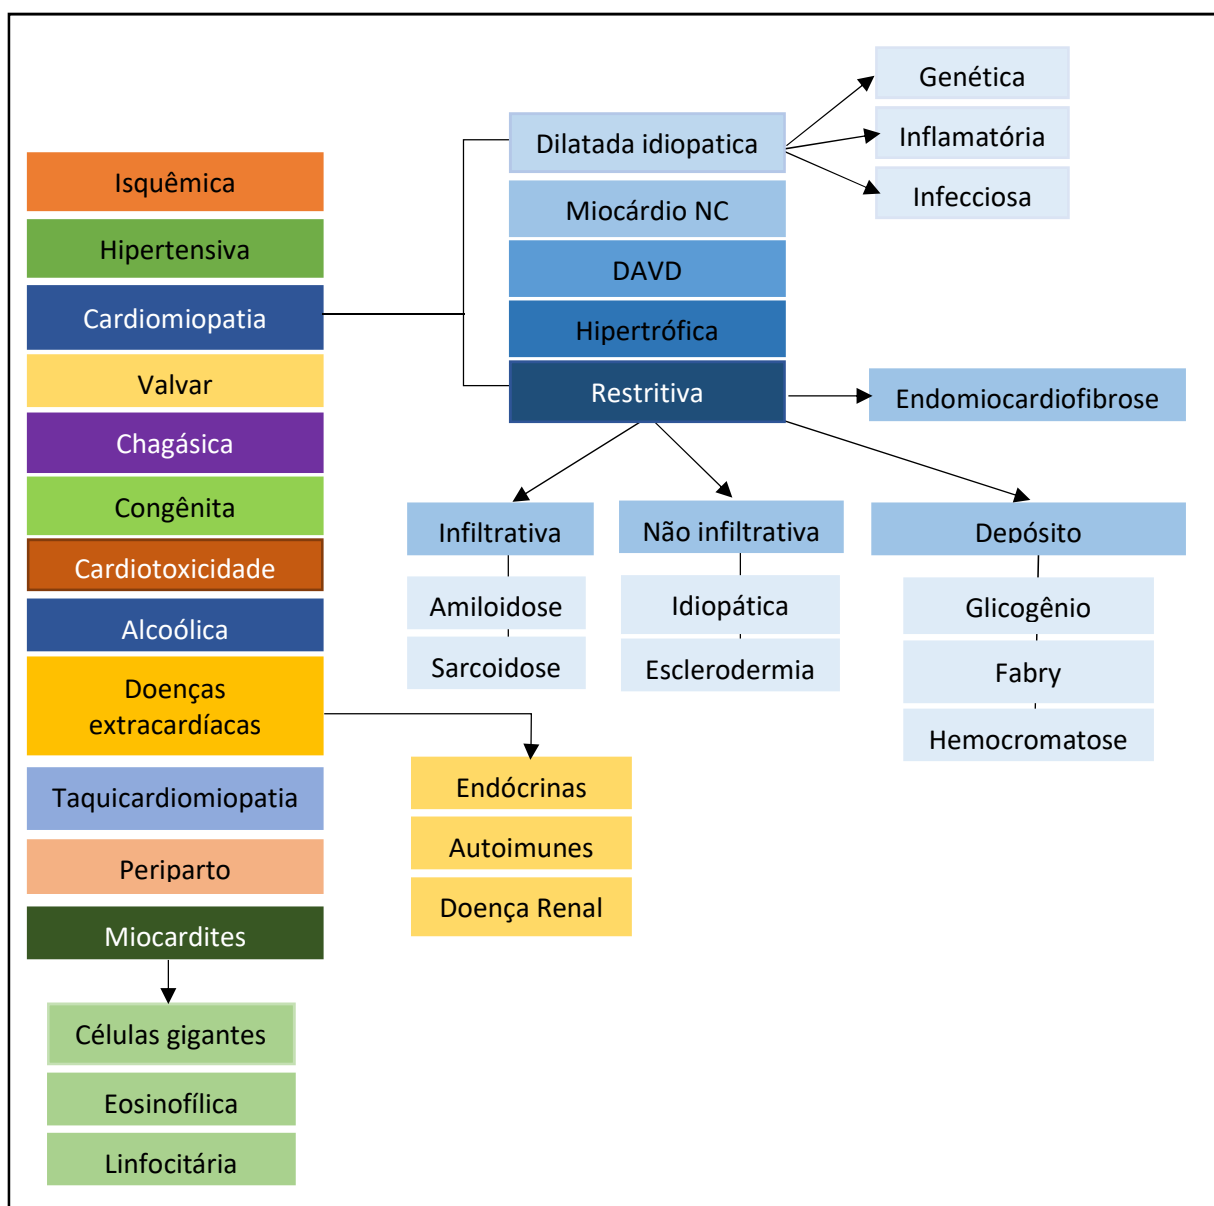 Isquêmica
Hipertensiva
Cardiomiopatia
Valvar
Chagásica
Congênita
Cardiotoxicidade
Alcoólica
Doenças
extracardíacas
Taquicardiomiopatia
Periparto
Miocardites
Células gigantes
Eosinofílica
Linfocitária
Dilatada idiopatica
Miocárdio NC
DAVD
Hipertrófica
Restritiva
Genética
Inflamatória
Infecciosa
Endomiocardiofibrose
Infiltrativa
Amiloidose
Sarcoidose
Não infiltrativa
Idiopática
Esclerodermia
Depósito
Glicogênio
Fabry
Hemocromatose
Endócrinas
Autoimunes
Doença Renal